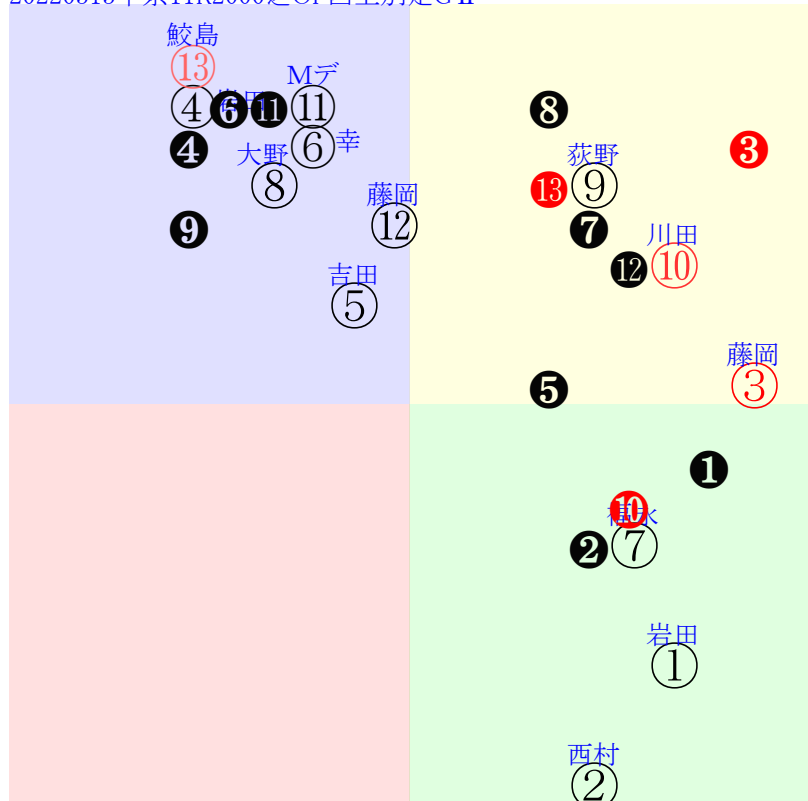 鮫島
⑬
Mデ
④ ❻ ⓫ ⑪ ❽
❹ 大野 ⑥ 幸 荻野 ❸
⑧ ⓭ ⑨
藤岡
❾ ⑫ ❼ 川田
吉田 ⓬ ⑩
⑤
藤岡
❺ ③
❶
❿
❷ ⑦
岩田
①
西村
②